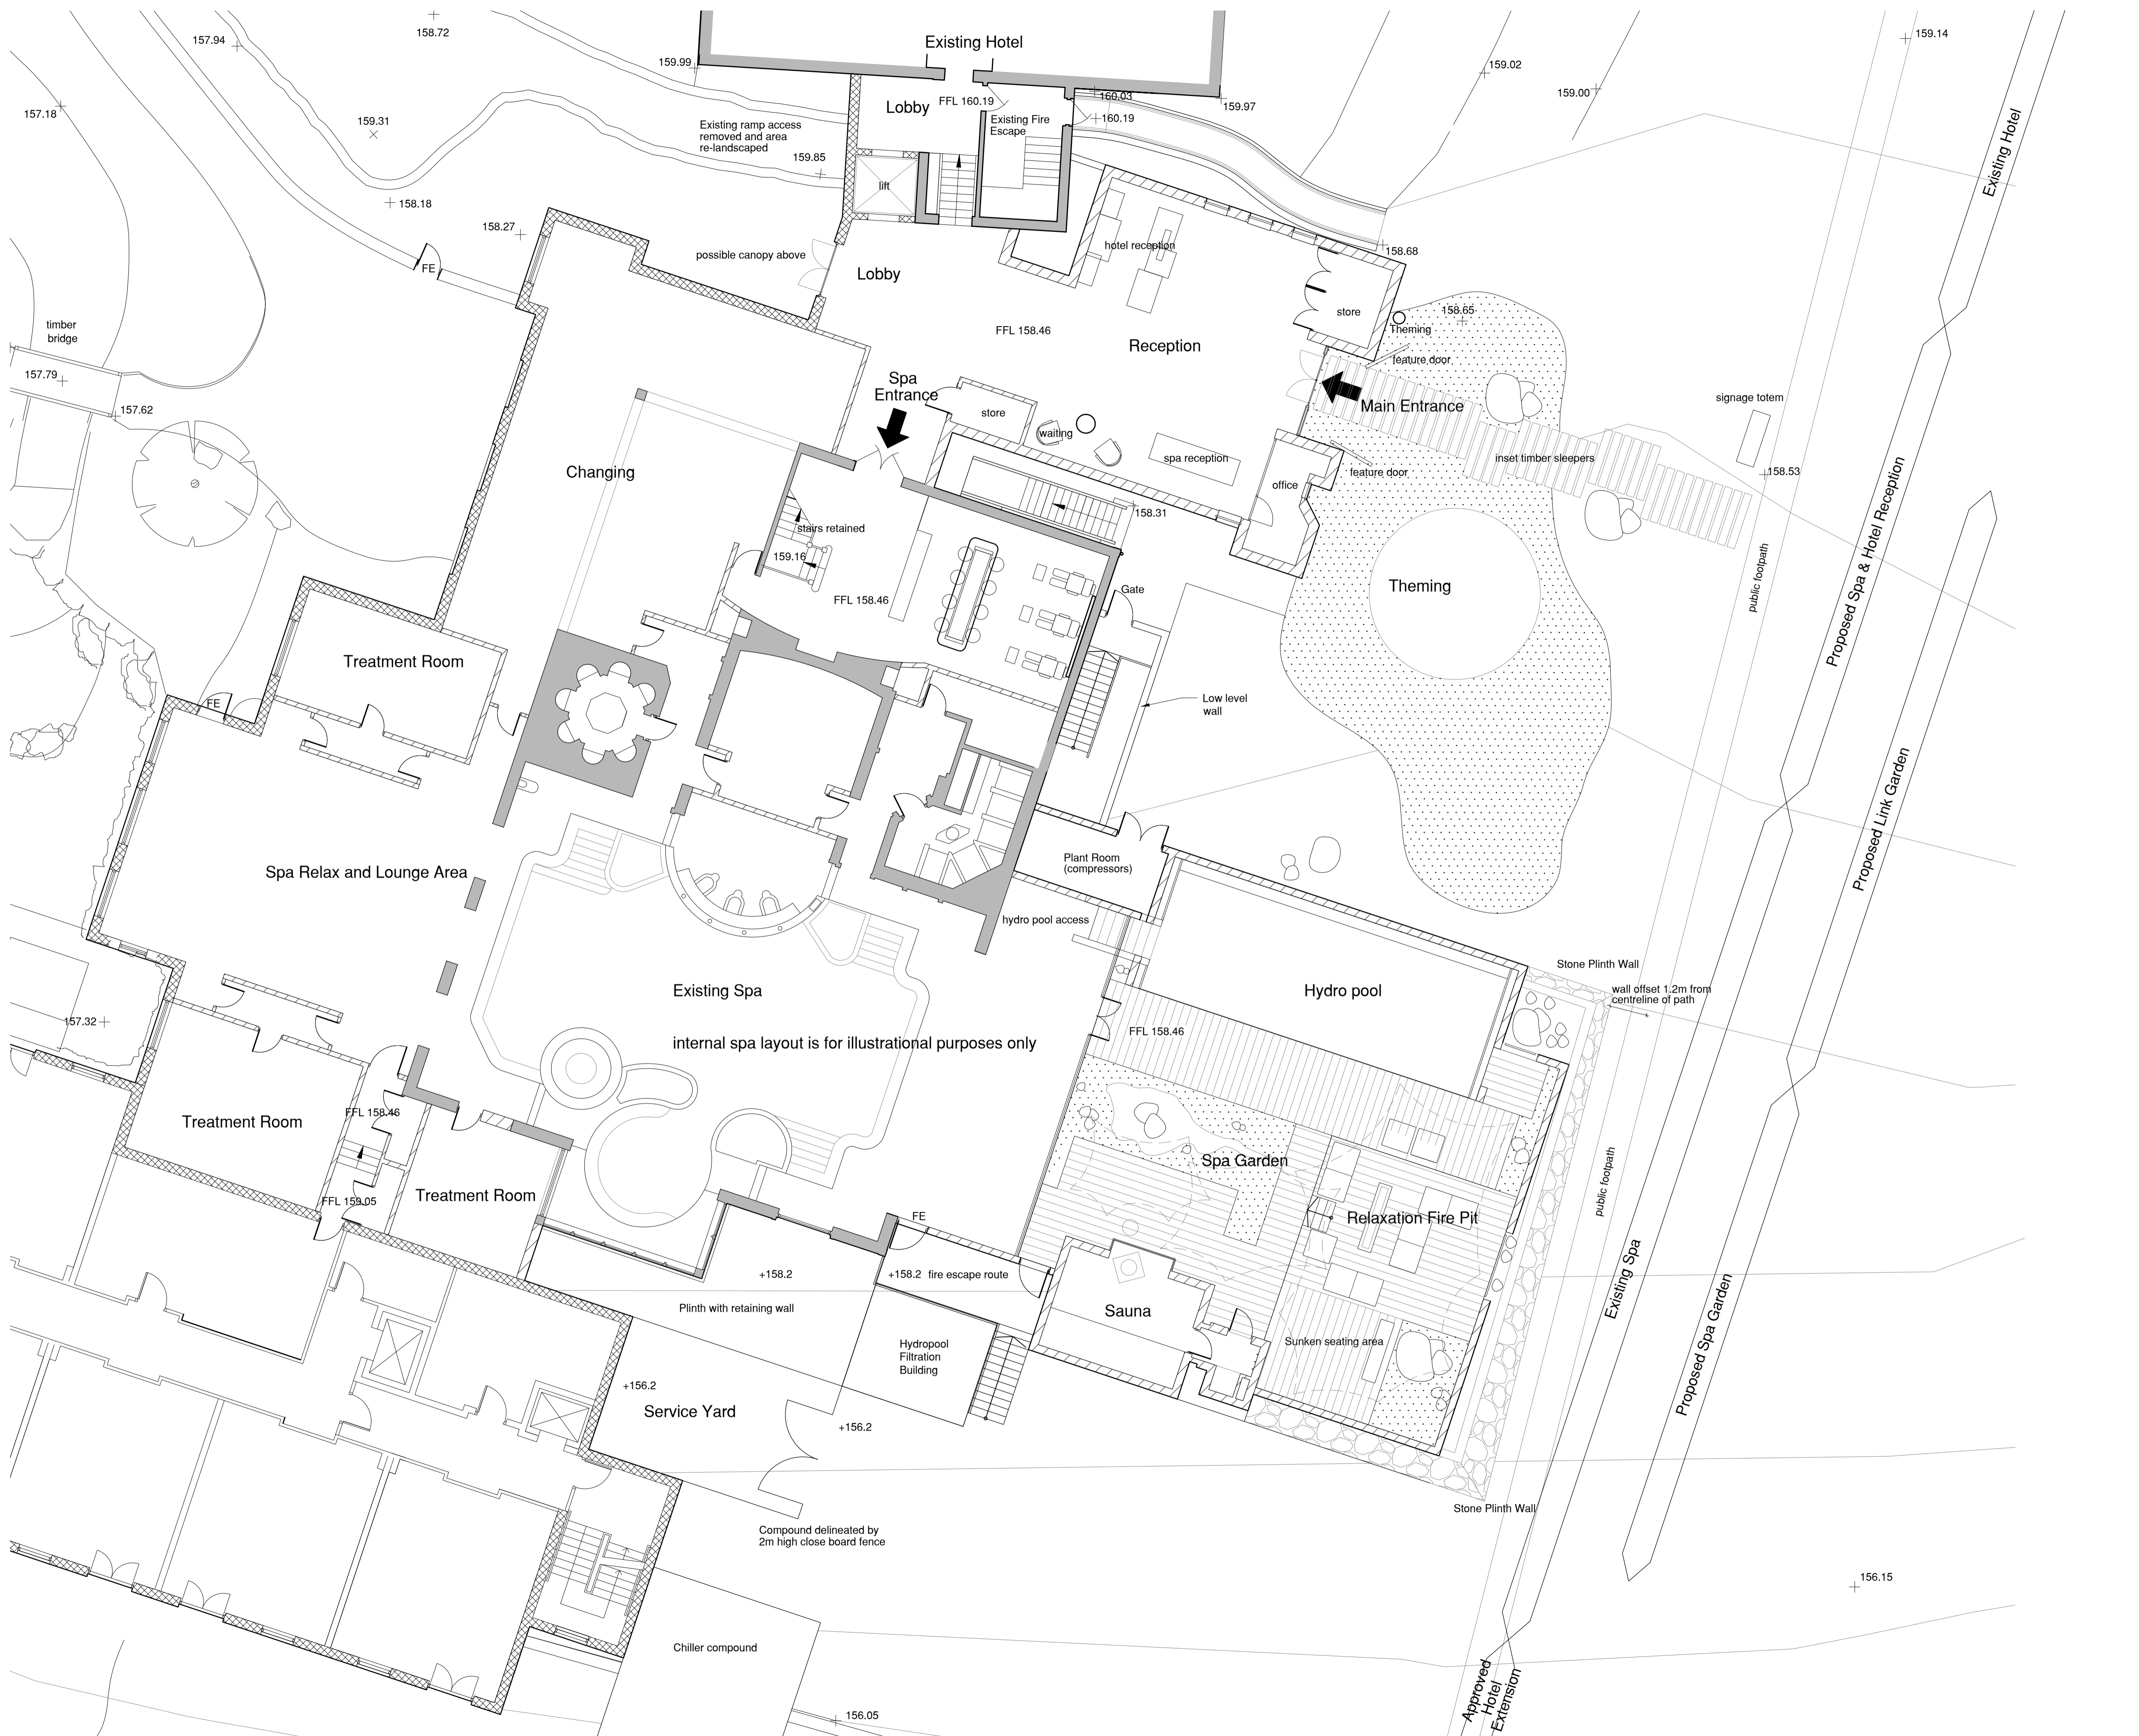 157.94
158.72
Existing Hotel
159.14
159.99
159.02
159.00
157.18
159.31
Lobby
FFL 160.19
160.03
159.97
160.19
Existing Fire
Escape
Existing ramp access
removed and area
re-landscaped
159.85
lift
Existing Hotel
158.18
158.27
possible canopy above
hotel reception
158.68
FE
Lobby
store
158.65
timber
bridge
FFL 158.46
Theming
Reception
feature door
157.79
Spa
Entrance
157.62
store
Main Entrance
signage totem
waiting
Changing
spa reception
inset timber sleepers
158.53
feature door
office
158.31
stairs retained
159.16
Proposed Spa & Hotel Reception
public footpath
Gate
Theming
FFL 158.46
Treatment Room
FE
Low level
wall
Proposed Link Garden
Spa Relax and Lounge Area
Plant Room
(compressors)
hydro pool access
Stone Plinth Wall
Existing Spa
Hydro pool
wall offset 1.2m from
centreline of path
157.32
FFL 158.46
internal spa layout is for illustrational purposes only
Treatment Room
FFL 158.46
Spa Garden
public footpath
Treatment Room
FFL 159.05
FE
Relaxation Fire Pit
+158.2
+158.2
fire escape route
Existing Spa
Plinth with retaining wall
Sauna
Hydropool
Filtration
Building
Sunken seating area
Proposed Spa Garden
+156.2
Service Yard
+156.2
Stone Plinth Wall
Compound delineated by
2m high close board fence
156.15
Chiller compound
Approved
Hotel
Extension
156.05